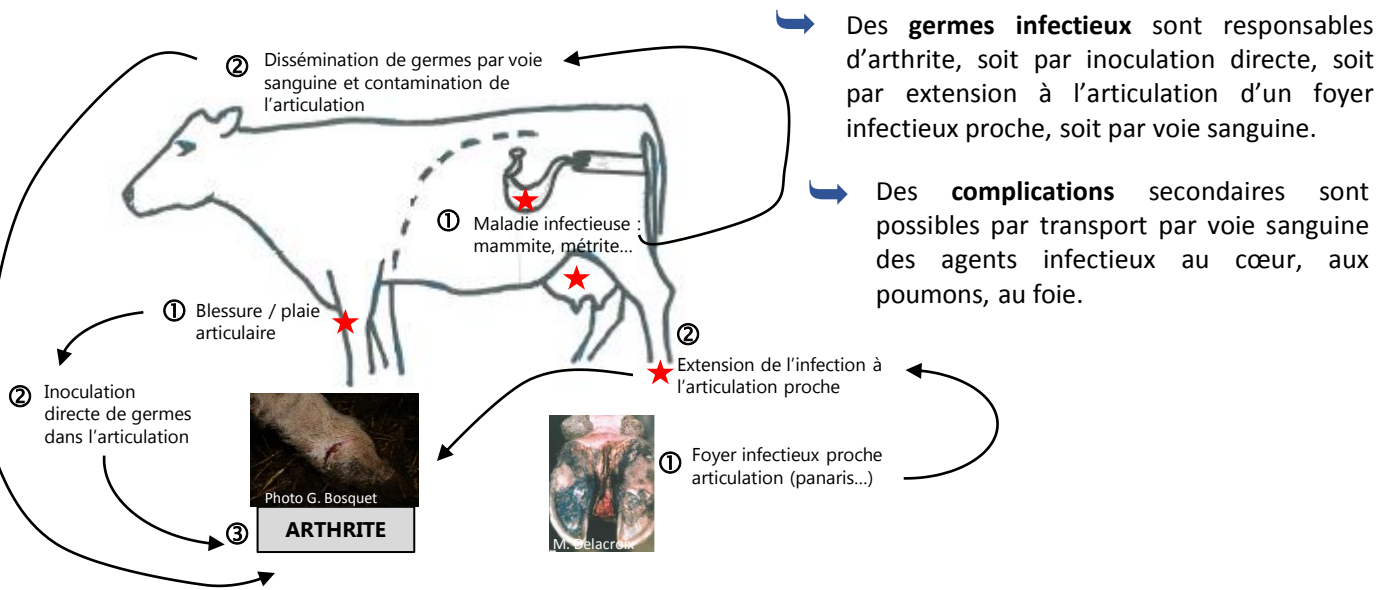 ② Dissémination de germes par voie
sanguine et contamination de
l'articulation
① Maladie infectieuse :
mammite, métrite...
① Blessure / plaie
articulaire
② Inoculation
directe de germes
dans l'articulation
②
Extension de l'infection à
l'articulation proche
① Foyer infectieux proche
articulation (panaris...)
Photo G. Bosquet
M. Delacroix
③ ARTHRITE
Des germes infectieux sont responsables
d'arthrite, soit par inoculation directe, soit
par extension à l'articulation d'un foyer
infectieux proche, soit par voie sanguine.
Des complications secondaires sont
possibles par transport par voie sanguine
des agents infectieux au cœur, aux
poumons, au foie.